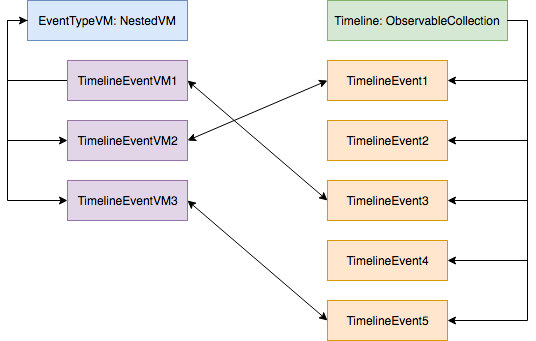 EventTypeVM: NestedVM
Timeline: ObservableCollection
TimelineEventVM1
TimelineEvent1
TimelineEventVM2
TimelineEvent2
TimelineEventVM3
TimelineEvent3
TimelineEvent4
TimelineEvent5